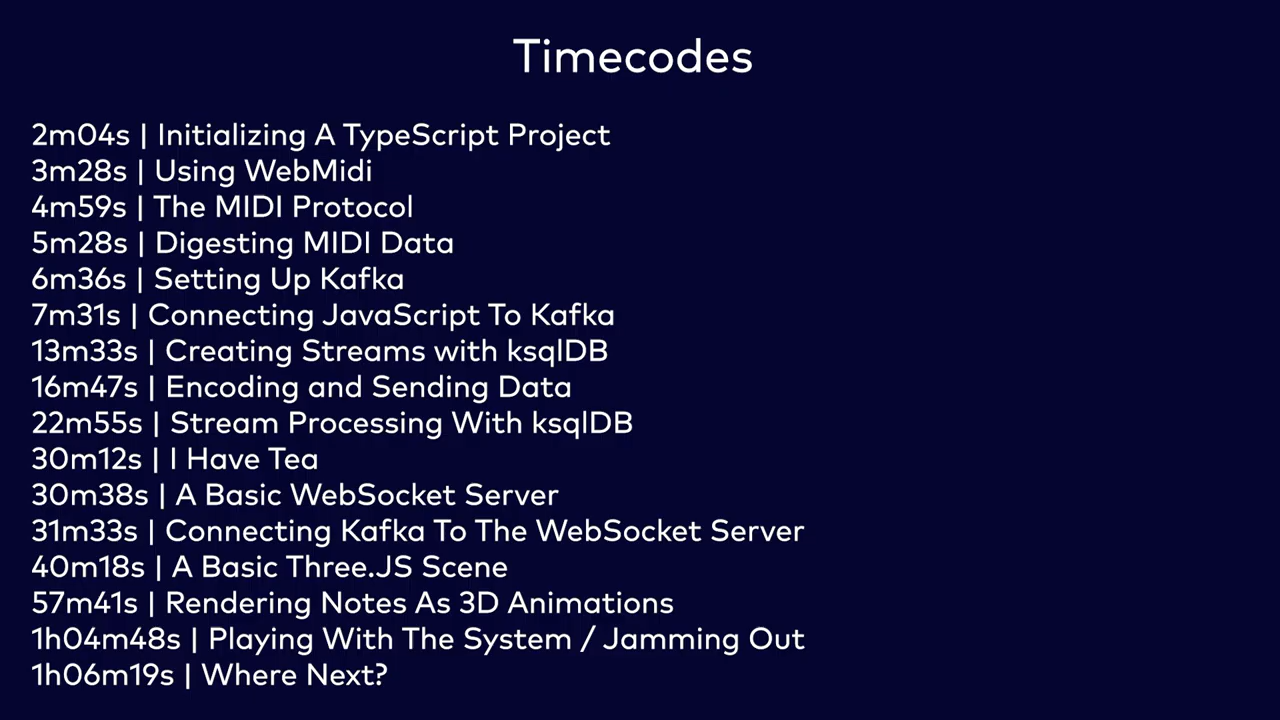 Timecodes
2m04s | Initializing A TypeScript Project
3m28s | Using WebMidi
4m59s | The MIDI Protocol
5m28s | Digesting MIDI Data
6m36s | Setting Up Kafka
7m31s | Connecting JavaScript To Kafka
13m33s | Creating Streams with ksqlDB
16m47s | Encoding and Sending Data
22m55s | Stream Processing With ksqlDB
30m12s | I Have Tea
30m38s | A Basic WebSocket Server
31m33s | Connecting Kafka To The WebSocket Server
40m18s | A Basic Three.JS Scene
57m41s | Rendering Notes As 3D Animations
1h04m48s | Playing With The System / Jamming Out
1h06m19s | Where Next?